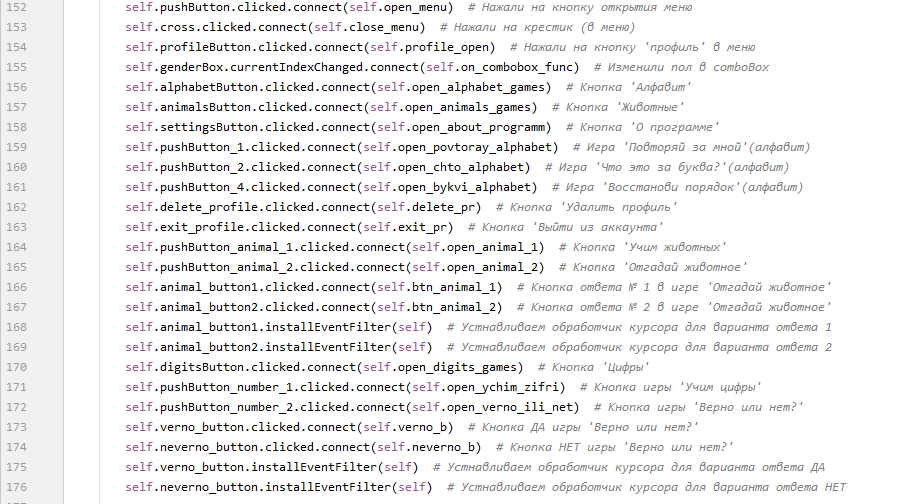 152 self.pushButton.clicked.connect(self.open_menu)  # Нажали на кнопку открытия меню
153 self.cross.clicked.connect(self.close_menu)  # Нажали на крестик (в меню)
154 self.profileButton.clicked.connect(self.profile_open)  # Нажали на кнопку 'профиль' в меню
155 self.genderBox.currentIndexChanged.connect(self.on_combobox_func)  # Изменили пол в comboBox
156 self.alphabetButton.clicked.connect(self.open_alphabet_games)  # Кнопка 'Алфавит'
157 self.animalsButton.clicked.connect(self.open_animals_games)  # Кнопка 'Животные'
158 self.settingsButton.clicked.connect(self.open_about_programm)  # Кнопка 'О программе'
159 self.pushButton_1.clicked.connect(self.open_povtoray_alphabet)  # Игра 'Повторяй за мной'(алфавит)
160 self.pushButton_2.clicked.connect(self.open_chto_alphabet)  # Игра 'Что это за буква?'(алфавит)
161 self.pushButton_4.clicked.connect(self.open_bykvi_alphabet)  # Игра 'Восстанови порядок'(алфавит)
162 self.delete_profile.clicked.connect(self.delete_pr)  # Кнопка 'Удалить профиль'
163 self.exit_profile.clicked.connect(self.exit_pr)  # Кнопка 'Выйти из аккаунта'
164 self.pushButton_animal_1.clicked.connect(self.open_animal_1)  # Кнопка 'Учим животных'
165 self.pushButton_animal_2.clicked.connect(self.open_animal_2)  # Кнопка 'Отгадай животное'
166 self.animal_button1.clicked.connect(self.btn_animal_1)  # Кнопка ответа № 1 в игре 'Отгадай животное'
167 self.animal_button2.clicked.connect(self.btn_animal_2)  # Кнопка ответа № 2 в игре 'Отгадай животное'
168 self.animal_button1.installEventFilter(self)  # Устнавливаем обработчик курсора для варианта ответа 1
169 self.animal_button2.installEventFilter(self)  # Устнавливаем обработчик курсора для варианта ответа 2
170 self.digitsButton.clicked.connect(self.open_digits_games)  # Кнопка 'Цифры'
171 self.pushButton_number_1.clicked.connect(self.open_ychim_zifri)  # Кнопка игры 'Учим цифры'
172 self.pushButton_number_2.clicked.connect(self.open_verno_ili_net)  # Кнопка игры 'Верно или нет?'
173 self.verno_button.clicked.connect(self.verno_b)  # Кнопка ДА игры 'Верно или нет?'
174 self.neverno_button.clicked.connect(self.neverno_b)  # Кнопка НЕТ игры 'Верно или нет?'
175 self.verno_button.installEventFilter(self)  # Устнавливаем обработчик курсора для варианта ответа ДА
176 self.neverno_button.installEventFilter(self)  # Устнавливаем обработчик курсора для варианта ответа НЕТ